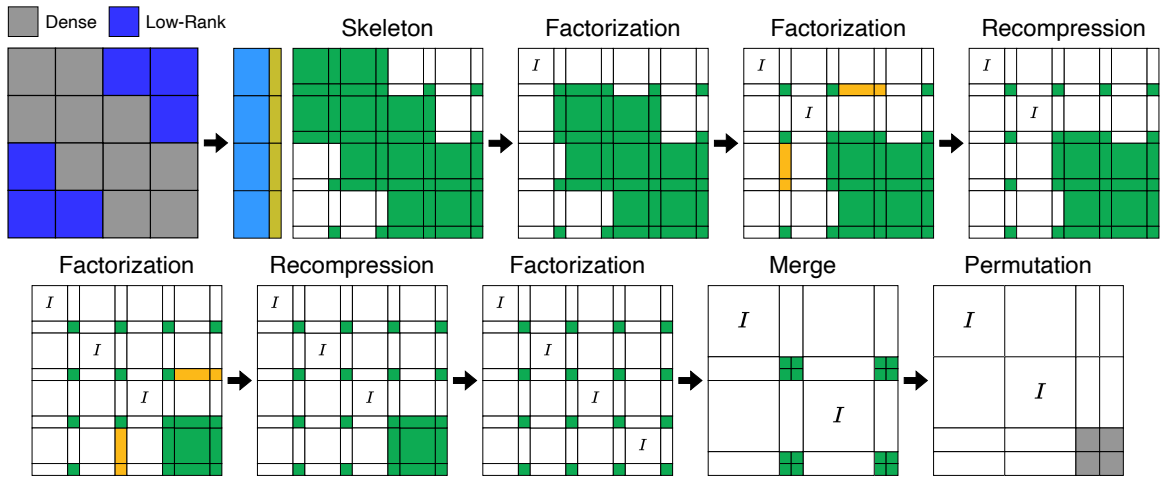 Dense Low-Rank
Skeleton Factorization Factorization Recompression
I I I I
I I
Factorization Recompression Factorization Merge Permutation
I I I
I I
I I I
I
I I I
I I
I